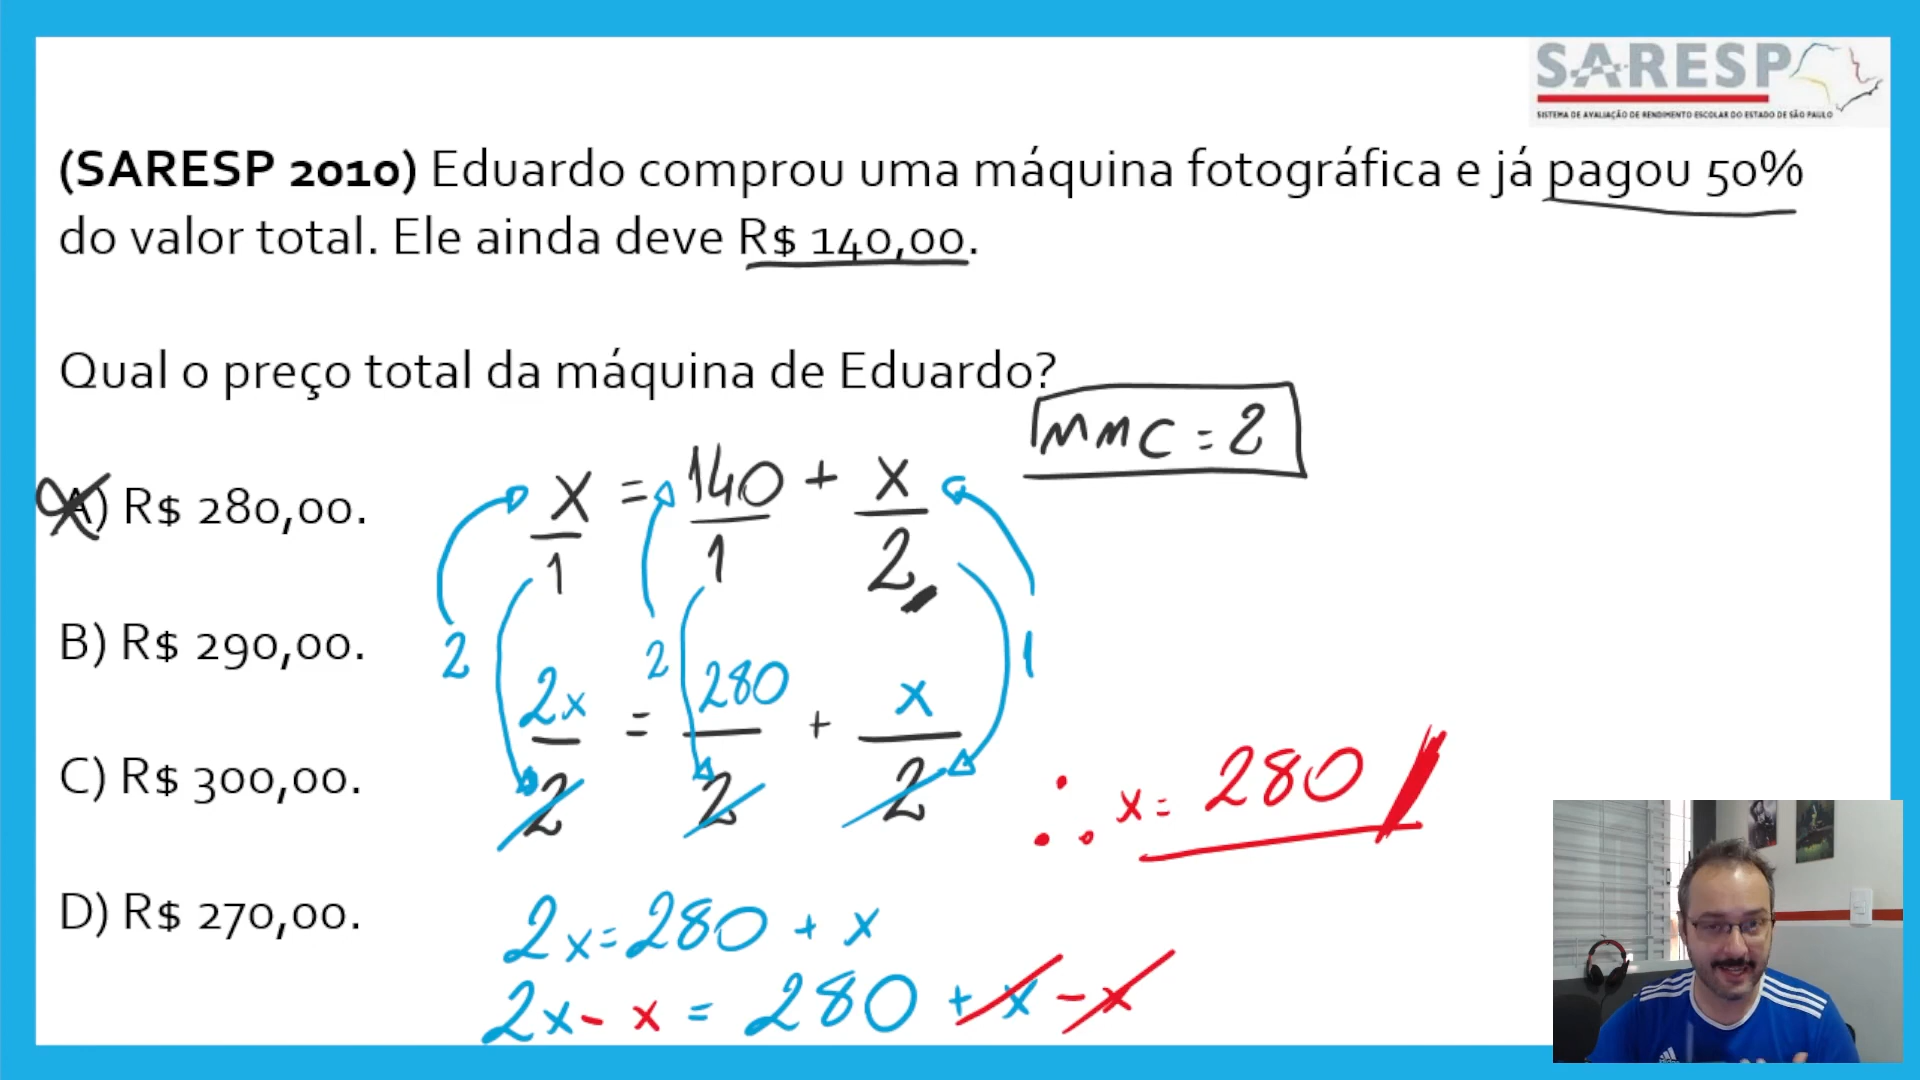 SARESP
SISTEMA DE AVALIAÇÃO DE RENDIMENTO ESCOLAR DO ESTADO DE SÃO PAULO
(SARESP 2010) Eduardo comprou uma máquina fotográfica e já pagou 50%
do valor total. Ele ainda deve R$ 140,00.
Qual o preço total da máquina de Eduardo?
MMC = 2
A) R$ 280,00.
x/1 = 140/1 + x/2
B) R$ 290,00.
2 2 1
2x/2 = 280/2 + x/2
C) R$ 300,00.
∴ x = 280
D) R$ 270,00.
2x = 280 + x
2x - x = 280 + x - x
adidas